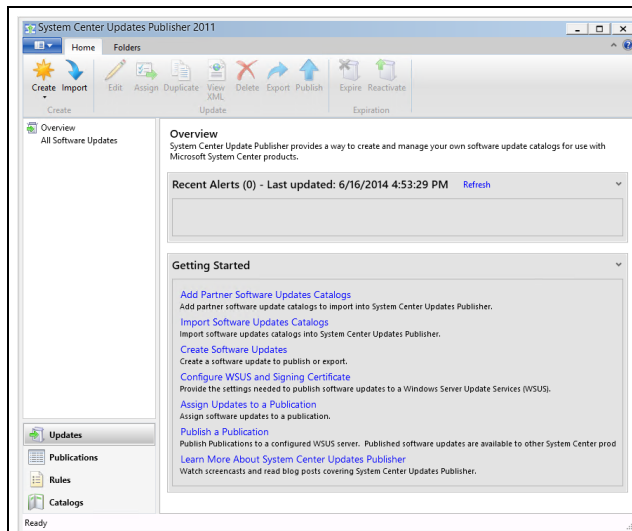 System Center Updates Publisher 2011
Home Folders
Create Import Edit Assign Duplicate View XML Delete Export Publish Expire Reactivate
Create Update Expiration
Overview
All Software Updates
Overview
System Center Update Publisher provides a way to create and manage your own software update catalogs for use with
Microsoft System Center products.
Recent Alerts (0) - Last updated: 6/16/2014 4:53:29 PM Refresh
Getting Started
Add Partner Software Updates Catalogs
Add partner software update catalogs to import into System Center Updates Publisher.
Import Software Updates Catalogs
Import software updates catalogs into System Center Updates Publisher.
Create Software Updates
Create a software update to publish or export.
Configure WSUS and Signing Certificate
Provide the settings needed to publish software updates to a Windows Server Update Services (WSUS).
Assign Updates to a Publication
Assign software updates to a publication.
Publish a Publication
Publish Publications to a configured WSUS server. Published software updates are available to other System Center prod
Learn More About System Center Updates Publisher
Watch screencasts and read blog posts covering System Center Updates Publisher.
Updates
Publications
Rules
Catalogs
Ready